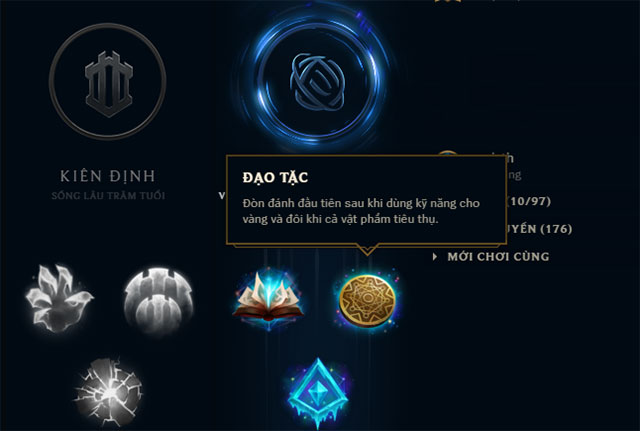 KIÊN ĐỊNH
SỐNG LÂU TRĂM TUỔI
V
ĐẠO TẶC
Đòn đánh đầu tiên sau khi dùng kỹ năng cho
vàng và đôi khi cả vật phẩm tiêu thụ.
(10/97)
(176)
MỚI CHƠI CÙNG